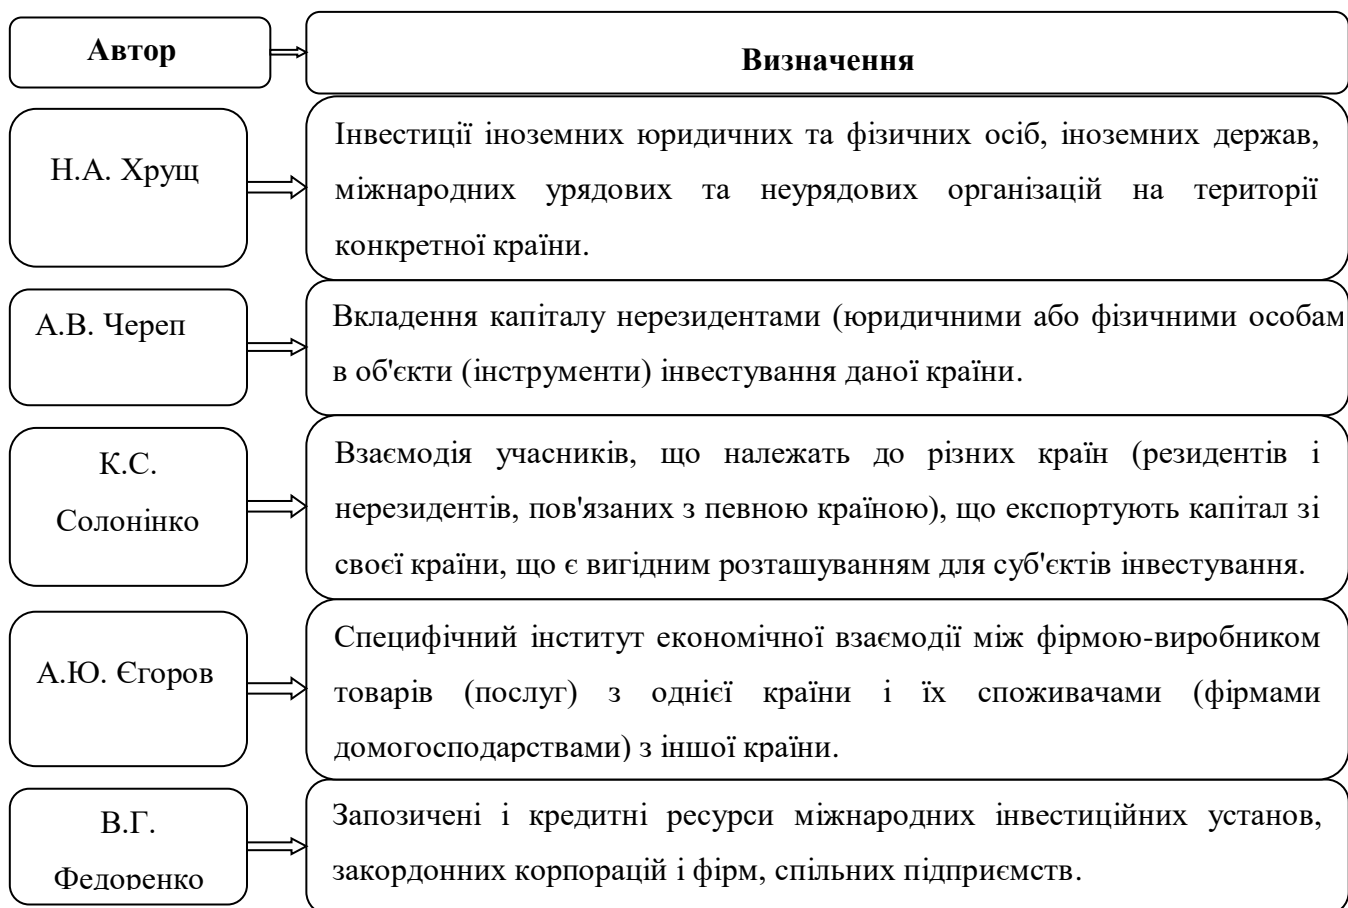 Автор
Визначення
Н.А. Хрущ
Інвестиції іноземних юридичних та фізичних осіб, іноземних держав,
міжнародних урядових та неурядових організацій на території
конкретної країни.
А.В. Череп
Вкладення капіталу нерезидентами (юридичними або фізичними особам
в об'єкти (інструменти) інвестування даної країни.
К.С.
Солонінко
Взаємодія учасників, що належать до різних країн (резидентів і
нерезидентів, пов'язаних з певною країною), що експортують капітал зі
своєї країни, що є вигідним розташуванням для суб'єктів інвестування.
А.Ю. Єгоров
Специфічний інститут економічної взаємодії між фірмою-виробником
товарів (послуг) з однієї країни і їх споживачами (фірмами
домогосподарствами) з іншої країни.
В.Г.
Федоренко
Запозичені і кредитні ресурси міжнародних інвестиційних установ,
закордонних корпорацій і фірм, спільних підприємств.